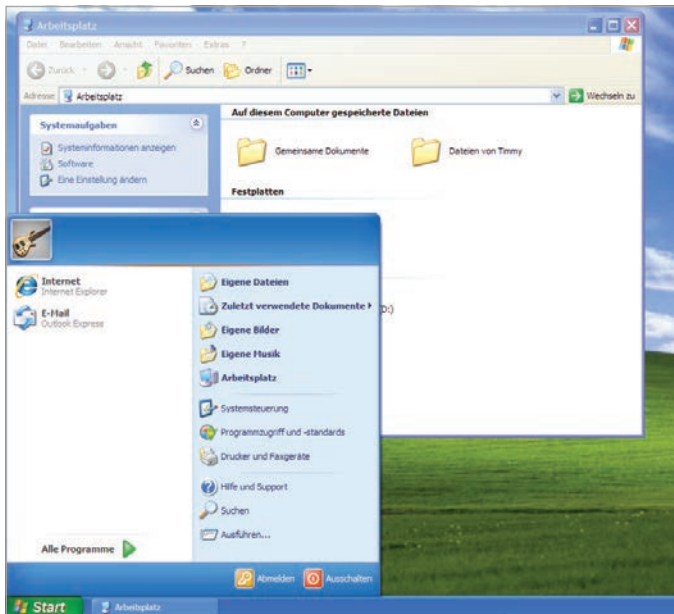 Arbeitsplatz
Datei Bearbeiten Ansicht Favoriten Extras ?
Zurück Suchen Ordner
Adresse Arbeitsplatz Wechseln zu
Systemaufgaben
Systeminformationen anzeigen
Software
Eine Einstellung ändern
Auf diesem Computer gespeicherte Dateien
Gemeinsame Dokumente Dateien von Timmy
Festplatten
D:)
Internet
Internet Explorer
E-Mail
Outlook Express
Alle Programme
Eigene Dateien
Zuletzt verwendete Dokumente
Eigene Bilder
Eigene Musik
Arbeitsplatz
Systemsteuerung
Programmzugriff und -standards
Drucker und Faxgeräte
Hilfe und Support
Suchen
Ausführen...
Abmelden Ausschalten
Start Arbeitsplatz